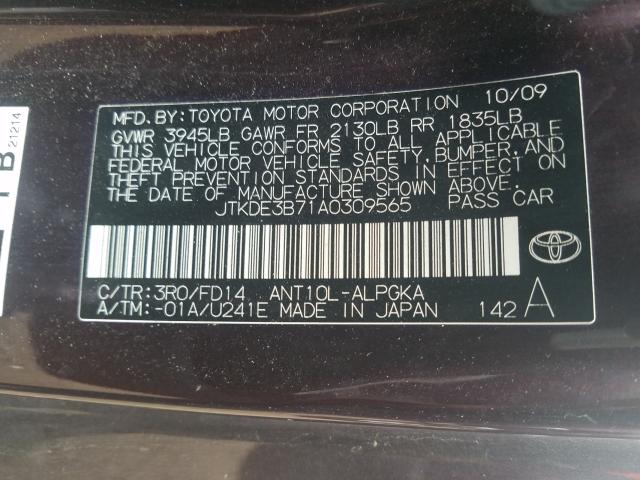 MFD. BY: TOYOTA MOTOR CORPORATION 10/09
GVWR 3945LB GAWR FR 2130LB RR 1835LB
THIS VEHICLE CONFORMS TO ALL APPLICABLE
FEDERAL MOTOR VEHICLE SAFETY, BUMPER, AND
THEFT PREVENTION STANDARDS IN EFFECT ON
THE DATE OF MANUFACTURE SHOWN ABOVE.
JTKDE3B71A0309565 PASS CAR
C/TR: 3R0/FD14 ANT10L-ALPGKA
A/TM: -01A/U241E MADE IN JAPAN 142 A
TOYOTA
B
21214